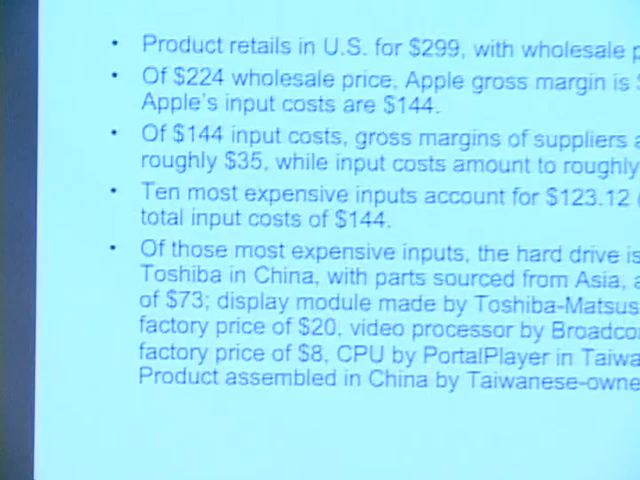 • Product retails in U.S. for $299, with wholesale p
• Of $224 wholesale price, Apple gross margin is
Apple's input costs are $144.
• Of $144 input costs, gross margins of suppliers a
roughly $35, while input costs amount to roughly
• Ten most expensive inputs account for $123.12 (
total input costs of $144.
• Of those most expensive inputs, the hard drive is
Toshiba in China, with parts sourced from Asia, a
of $73; display module made by Toshiba-Matsus
factory price of $20, video processor by Broadco
factory price of $8, CPU by PortalPlayer in Taiwa
Product assembled in China by Taiwanese-owne